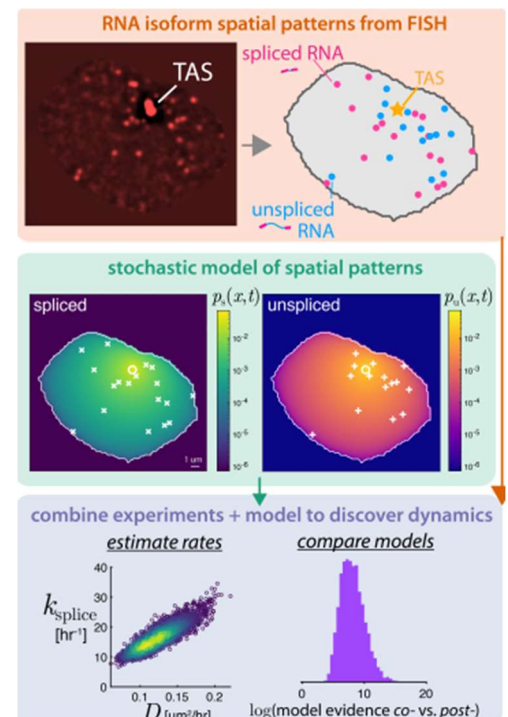 RNA isoform spatial patterns from FISH
TAS
spliced RNA
TAS
unspliced
RNA
stochastic model of spatial patterns
spliced
pₛ(x,t)
10⁻²
10⁻³
10⁻⁴
10⁻⁵
10⁻⁶
1 um
unspliced
pᵤ(x,t)
10⁻²
10⁻³
10⁻⁴
10⁻⁵
10⁻⁶
combine experiments + model to discover dynamics
estimate rates
k_splice
[hr⁻¹]
40
30
20
10
0
0.1
0.15
0.2
D [um²/hr]
compare models
0
10
20
log(model evidence co- vs. post-)